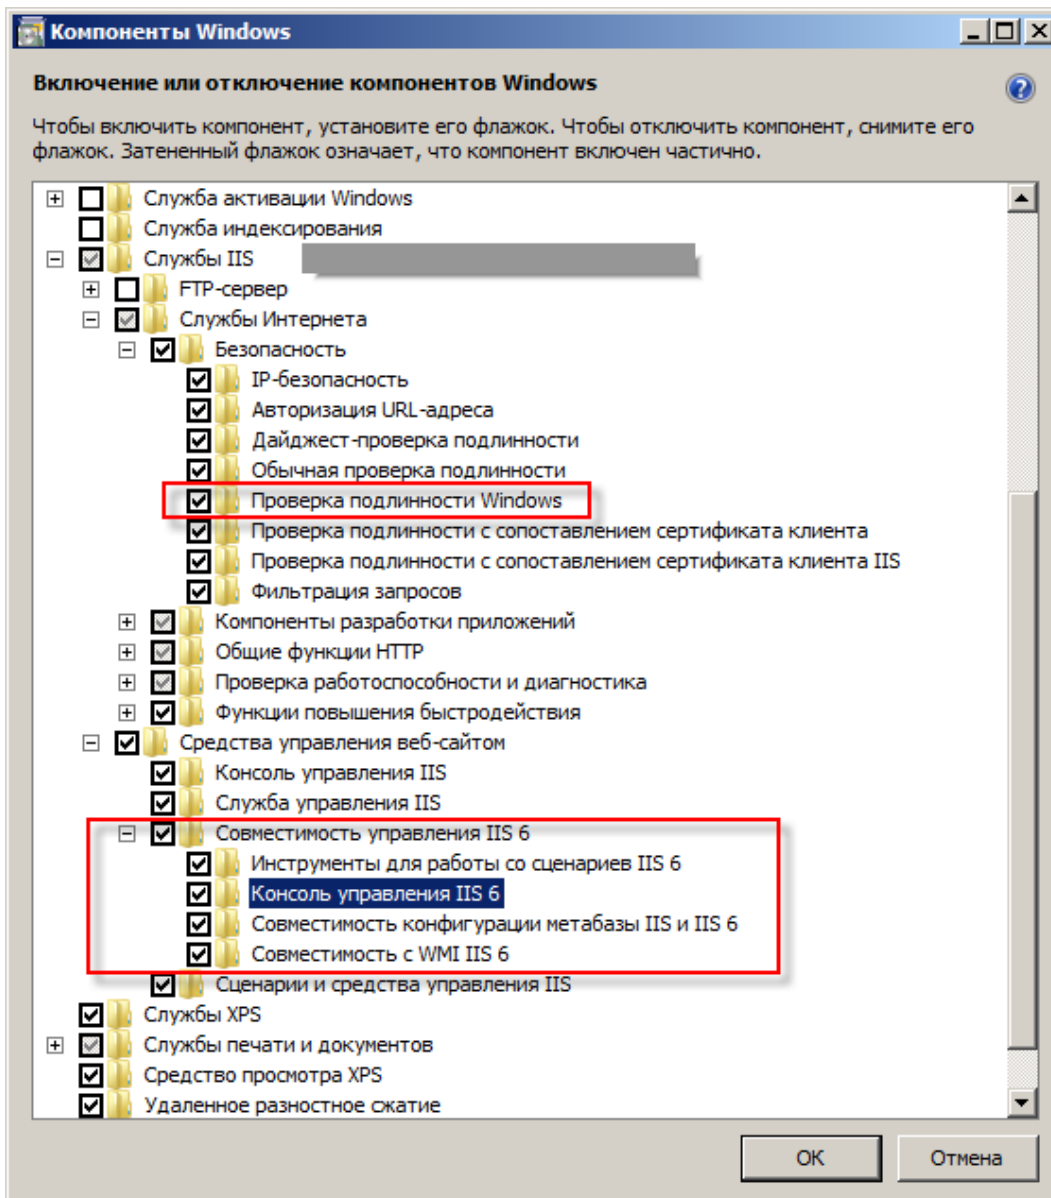 Компоненты Windows
Включение или отключение компонентов Windows
Чтобы включить компонент, установите его флажок. Чтобы отключить компонент, снимите его
флажок. Затененный флажок означает, что компонент включен частично.
Служба активации Windows
Служба индексирования
Службы IIS
FTP-сервер
Службы Интернета
Безопасность
IP-безопасность
Авторизация URL-адреса
Дайджест-проверка подлинности
Обычная проверка подлинности
Проверка подлинности Windows
Проверка подлинности с сопоставлением сертификата клиента
Проверка подлинности с сопоставлением сертификата клиента IIS
Фильтрация запросов
Компоненты разработки приложений
Общие функции HTTP
Проверка работоспособности и диагностика
Функции повышения быстродействия
Средства управления веб-сайтом
Консоль управления IIS
Служба управления IIS
Совместимость управления IIS 6
Инструменты для работы со сценариев IIS 6
Консоль управления IIS 6
Совместимость конфигурации метабазы IIS и IIS 6
Совместимость с WMI IIS 6
Сценарии и средства управления IIS
Службы XPS
Службы печати и документов
Средство просмотра XPS
Удаленное разностное сжатие
ОК
Отмена